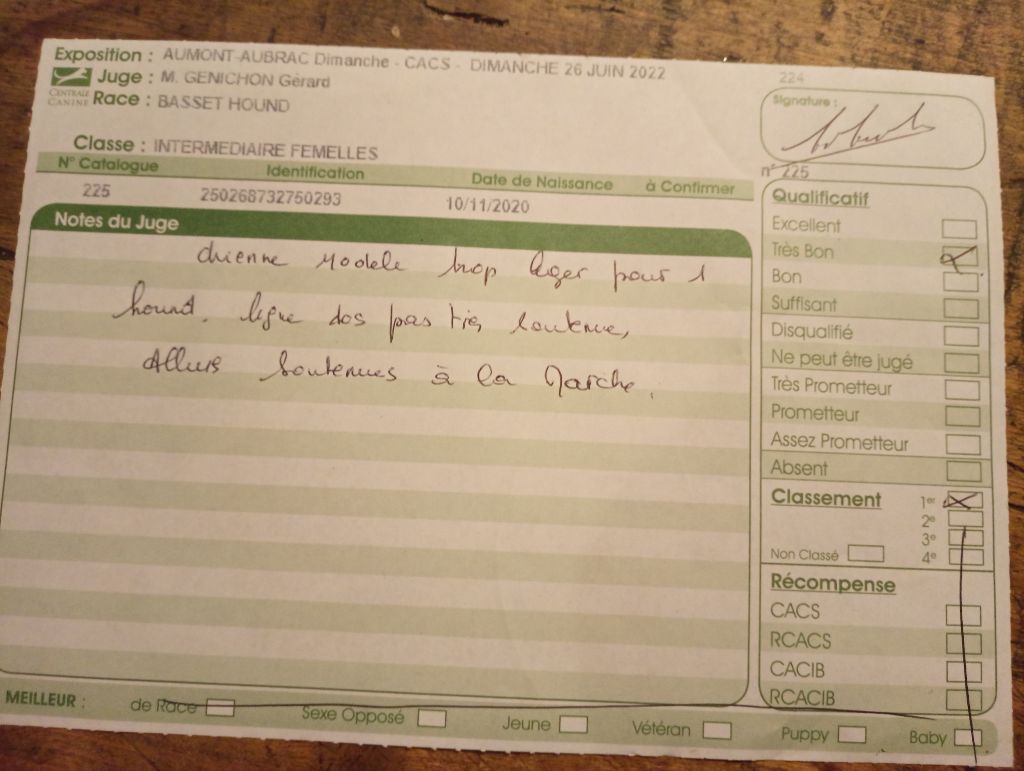 Exposition : AUMONT-AUBRAC Dimanche - CACS - DIMANCHE 26 JUIN 2022
Juge : M. GENICHON Gérard
CENTRALE CANINE
Race : BASSET HOUND
224
Signature :
Classe : INTERMEDIAIRE FEMELLES
n° 225
N° Catalogue Identification Date de Naissance à Confirmer
225 250268732750293 10/11/2020
Notes du Juge
chienne Modele trop leger pour 1
hound. ligne dos pas très soutenue,
Allures soutenues à la Marche.
Qualificatif
Excellent
Très Bon
Bon
Suffisant
Disqualifié
Ne peut être jugé
Très Prometteur
Prometteur
Assez Prometteur
Absent
Classement 1er
2e
3e
Non Classé 4e
Récompense
CACS
RCACS
CACIB
RCACIB
MEILLEUR : de Race Sexe Opposé Jeune Vétéran Puppy Baby